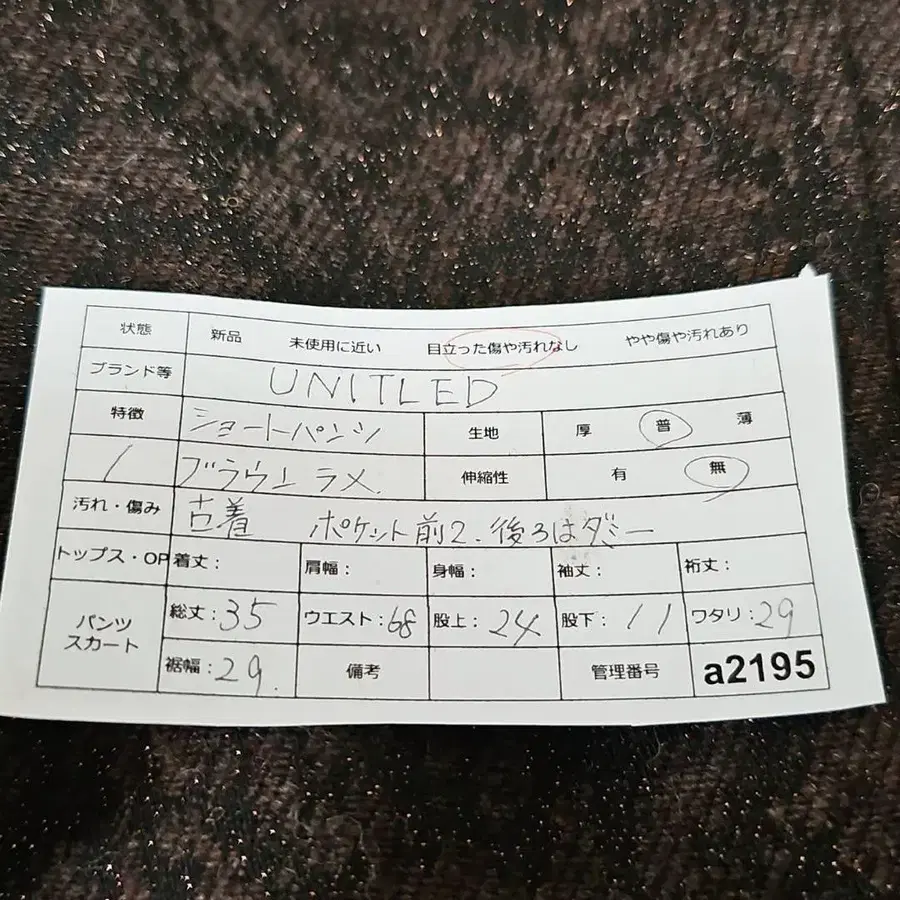 状態 新品 未使用に近い 目立った傷や汚れなし やや傷や汚れあり
ブランド等 UNITLED
特徴 ショートパンツ 生地 厚 普 薄
/ ブラウン ラメ. 伸縮性 有 無
汚れ・傷み 古着 ポケット前2.後ろはダミー
トップス・OP 着丈: 肩幅: 身幅: 袖丈: 裄丈:
パンツ スカート 総丈:35 ウエスト:68 股上:24 股下:11 ワタリ:29
裾幅:29. 備考 管理番号 a2195